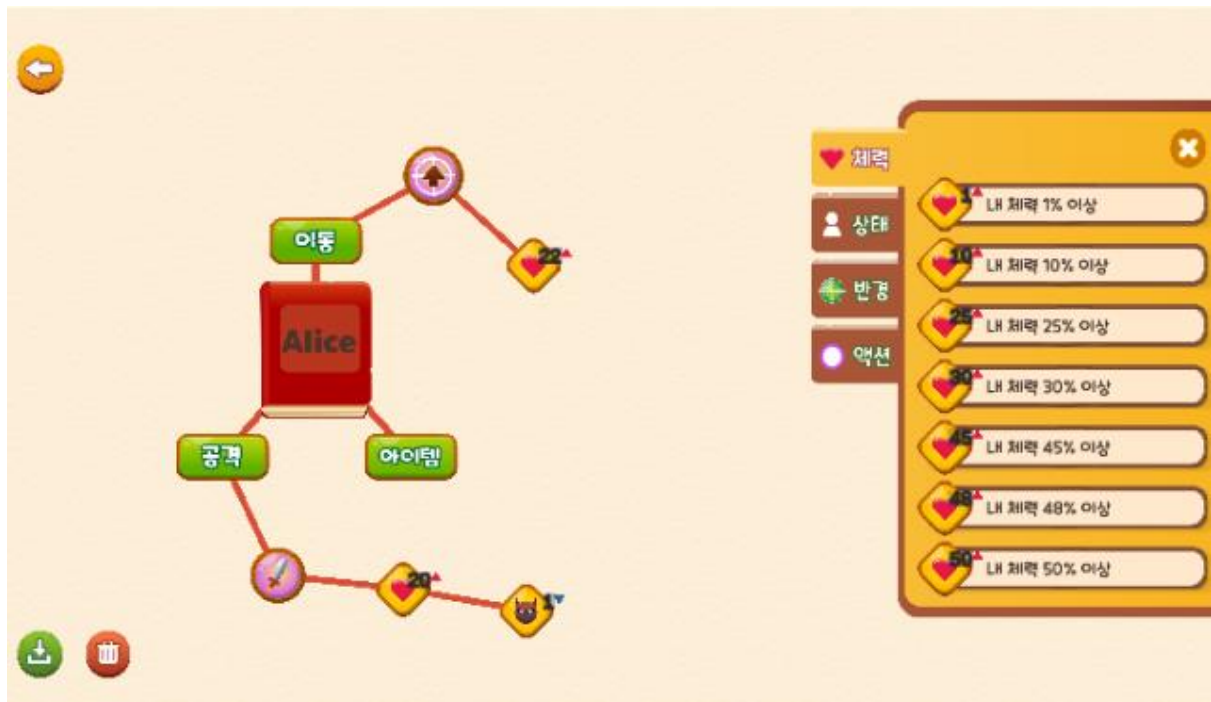 이동
22
Alice
공격
아이템
20
1
체력
상태
반경
액션
1
내 체력 1% 이상
10
내 체력 10% 이상
25
내 체력 25% 이상
30
내 체력 30% 이상
45
내 체력 45% 이상
48
내 체력 48% 이상
50
내 체력 50% 이상